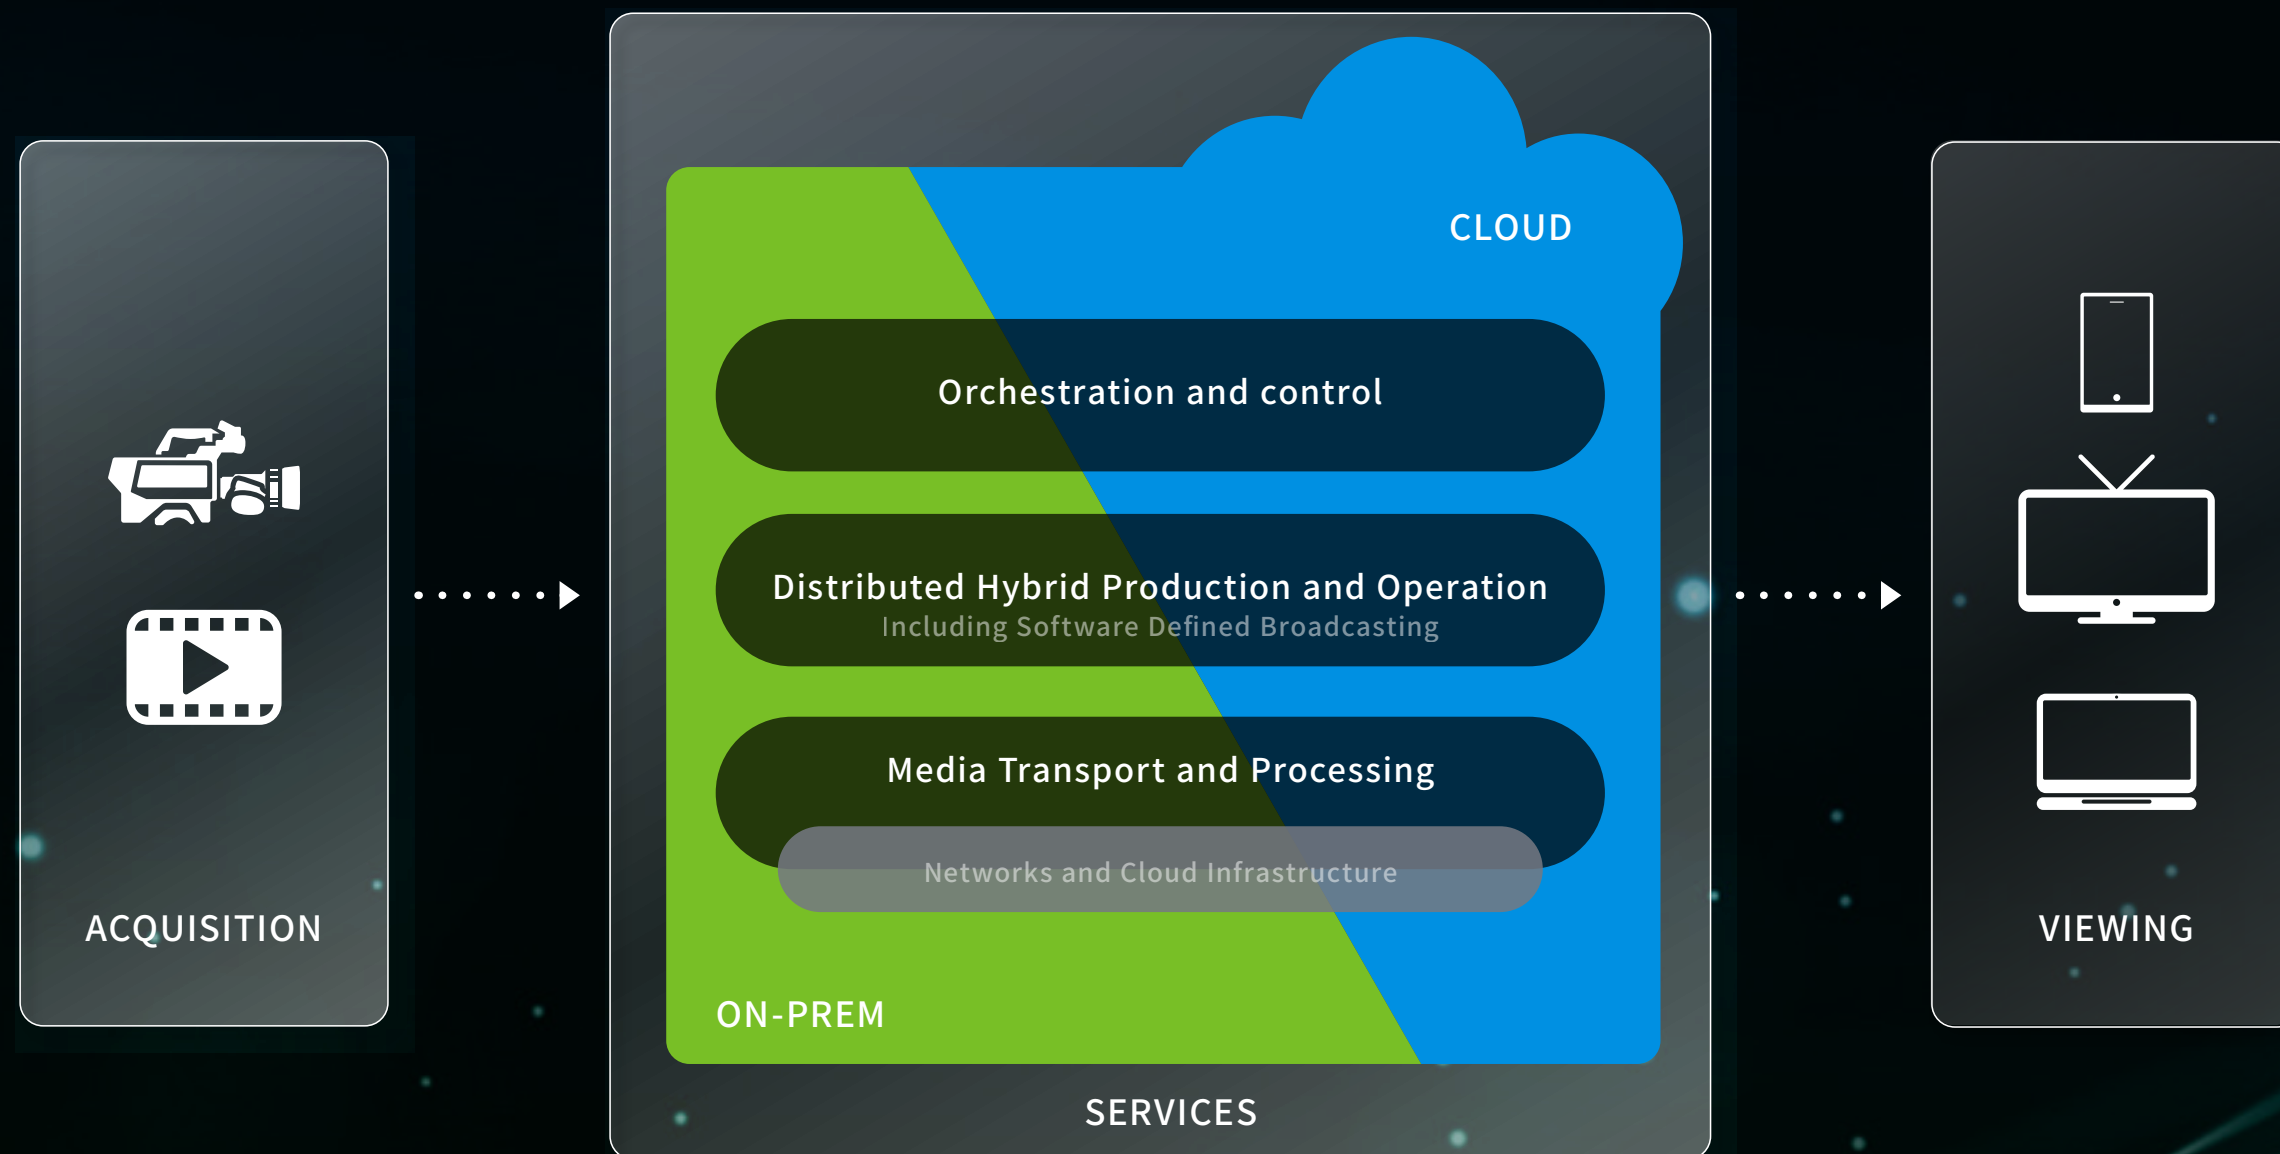 CLOUD
Orchestration and control
Distributed Hybrid Production and Operation
Including Software Defined Broadcasting
Media Transport and Processing
Networks and Cloud Infrastructure
ACQUISITION
VIEWING
ON-PREM
SERVICES